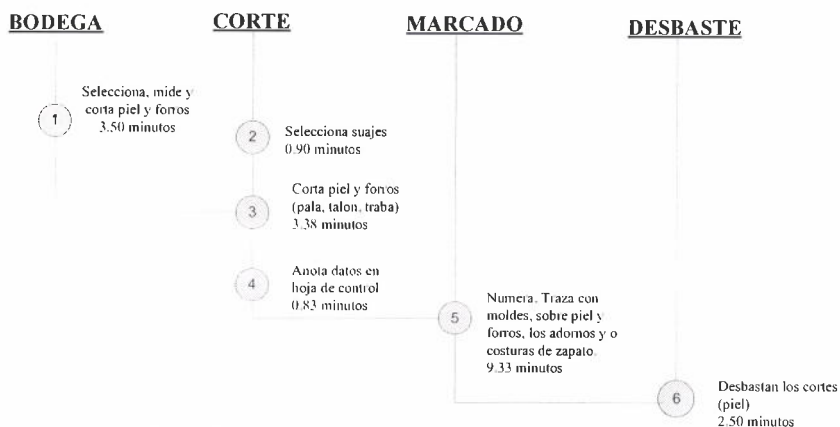 BODEGA
CORTE
MARCADO
DESBASTE
1
Selecciona, mide y
corta piel y forros
3.50 minutos
2
Selecciona suajes
0.90 minutos
3
Corta piel y forros
(pala, talon, traba)
3.38 minutos
4
Anota datos en
hoja de control
0.83 minutos
5
Numera. Traza con
moldes, sobre piel y
forros, los adornos y o
costuras de zapato.
9.33 minutos
6
Desbastan los cortes
(piel)
2.50 minutos